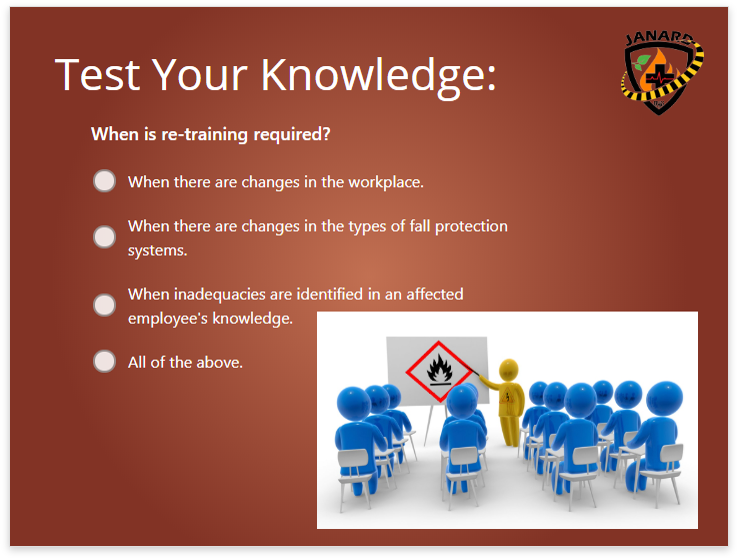 JANARD
Test Your Knowledge:
When is re-training required?
When there are changes in the workplace.
When there are changes in the types of fall protection
systems.
When inadequacies are identified in an affected
employee's knowledge.
All of the above.